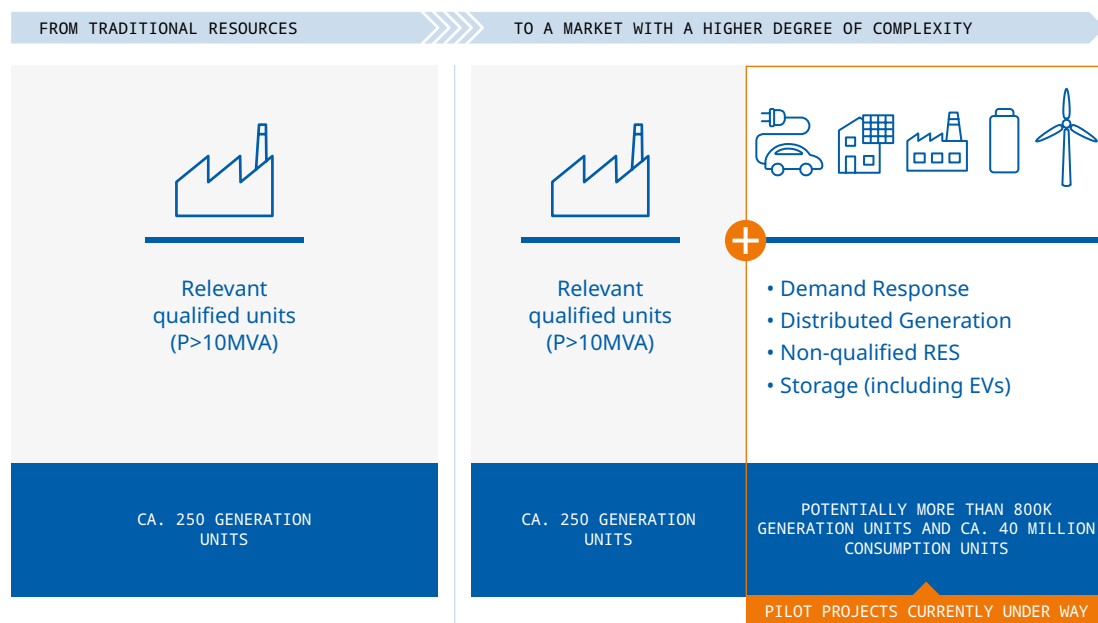 FROM TRADITIONAL RESOURCES
TO A MARKET WITH A HIGHER DEGREE OF COMPLEXITY
Relevant
qualified units
(P>10MVA)
CA. 250 GENERATION
UNITS
Relevant
qualified units
(P>10MVA)
CA. 250 GENERATION
UNITS
• Demand Response
• Distributed Generation
• Non-qualified RES
• Storage (including EVs)
POTENTIALLY MORE THAN 800K
GENERATION UNITS AND CA. 40 MILLION
CONSUMPTION UNITS
PILOT PROJECTS CURRENTLY UNDER WAY